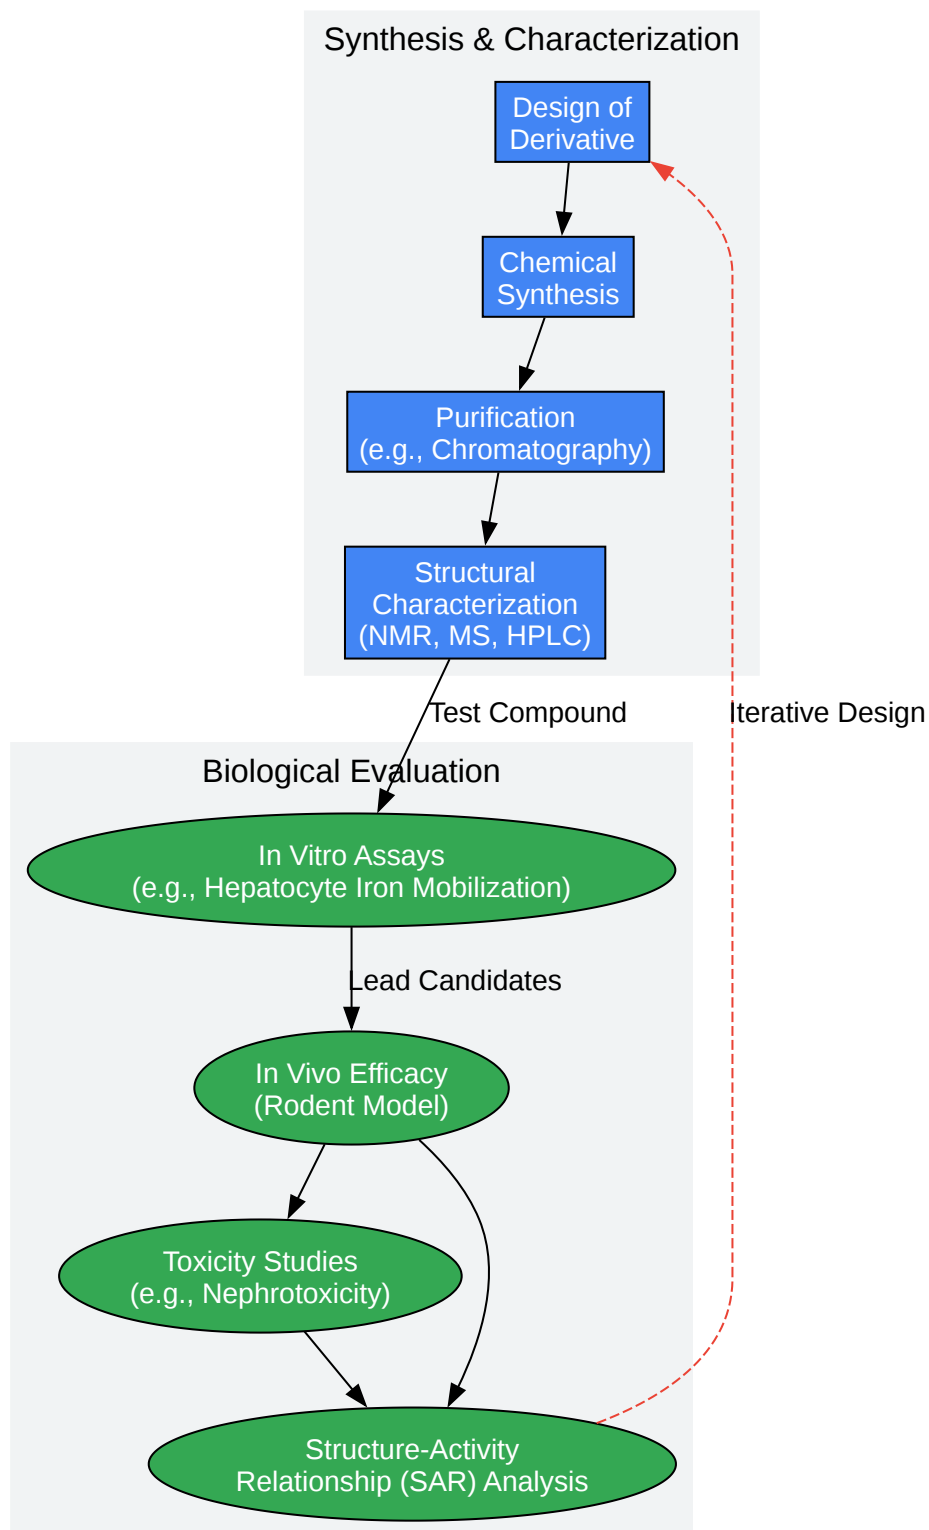 Synthesis & Characterization
Design of
Derivative
Chemical
Synthesis
Purification
(e.g., Chromatography)
Structural
Characterization
(NMR, MS, HPLC)
Test Compound
Iterative Design
Biological Evaluation
In Vitro Assays
(e.g., Hepatocyte Iron Mobilization)
Lead Candidates
In Vivo Efficacy
(Rodent Model)
Toxicity Studies
(e.g., Nephrotoxicity)
Structure-Activity
Relationship (SAR) Analysis